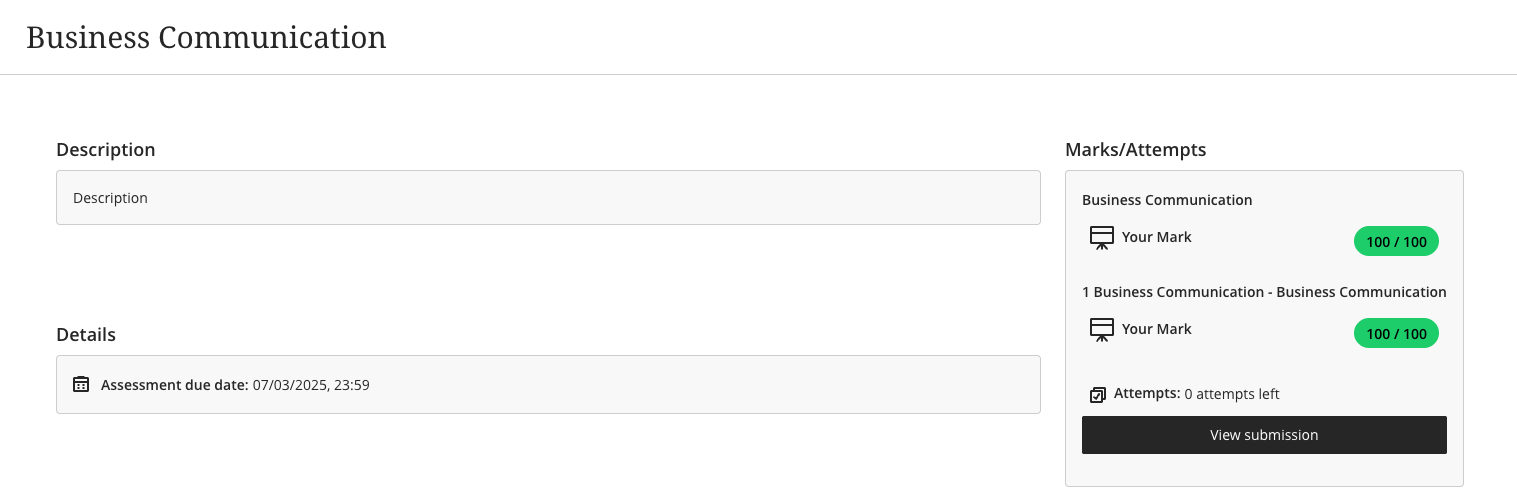 Business Communication
Description
Description
Details
Assessment due date: 07/03/2025, 23:59
Marks/Attempts
Business Communication
Your Mark
100 / 100
1 Business Communication - Business Communication
Your Mark
100 / 100
Attempts: 0 attempts left
View submission